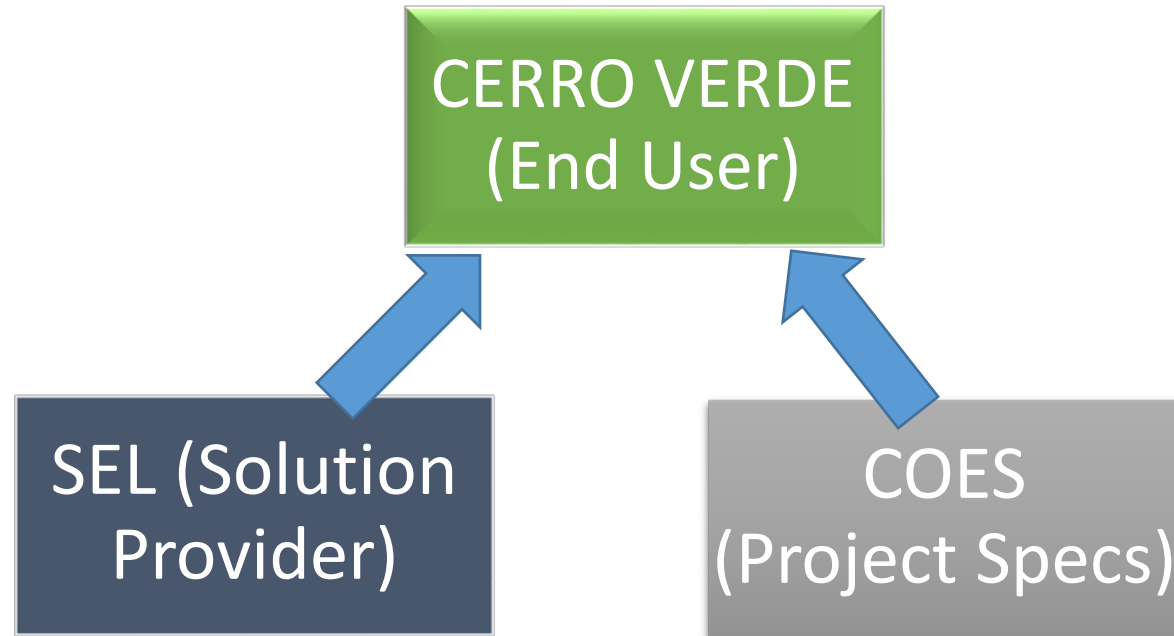 CERRO VERDE
(End User)
SEL (Solution
Provider)
COES
(Project Specs)